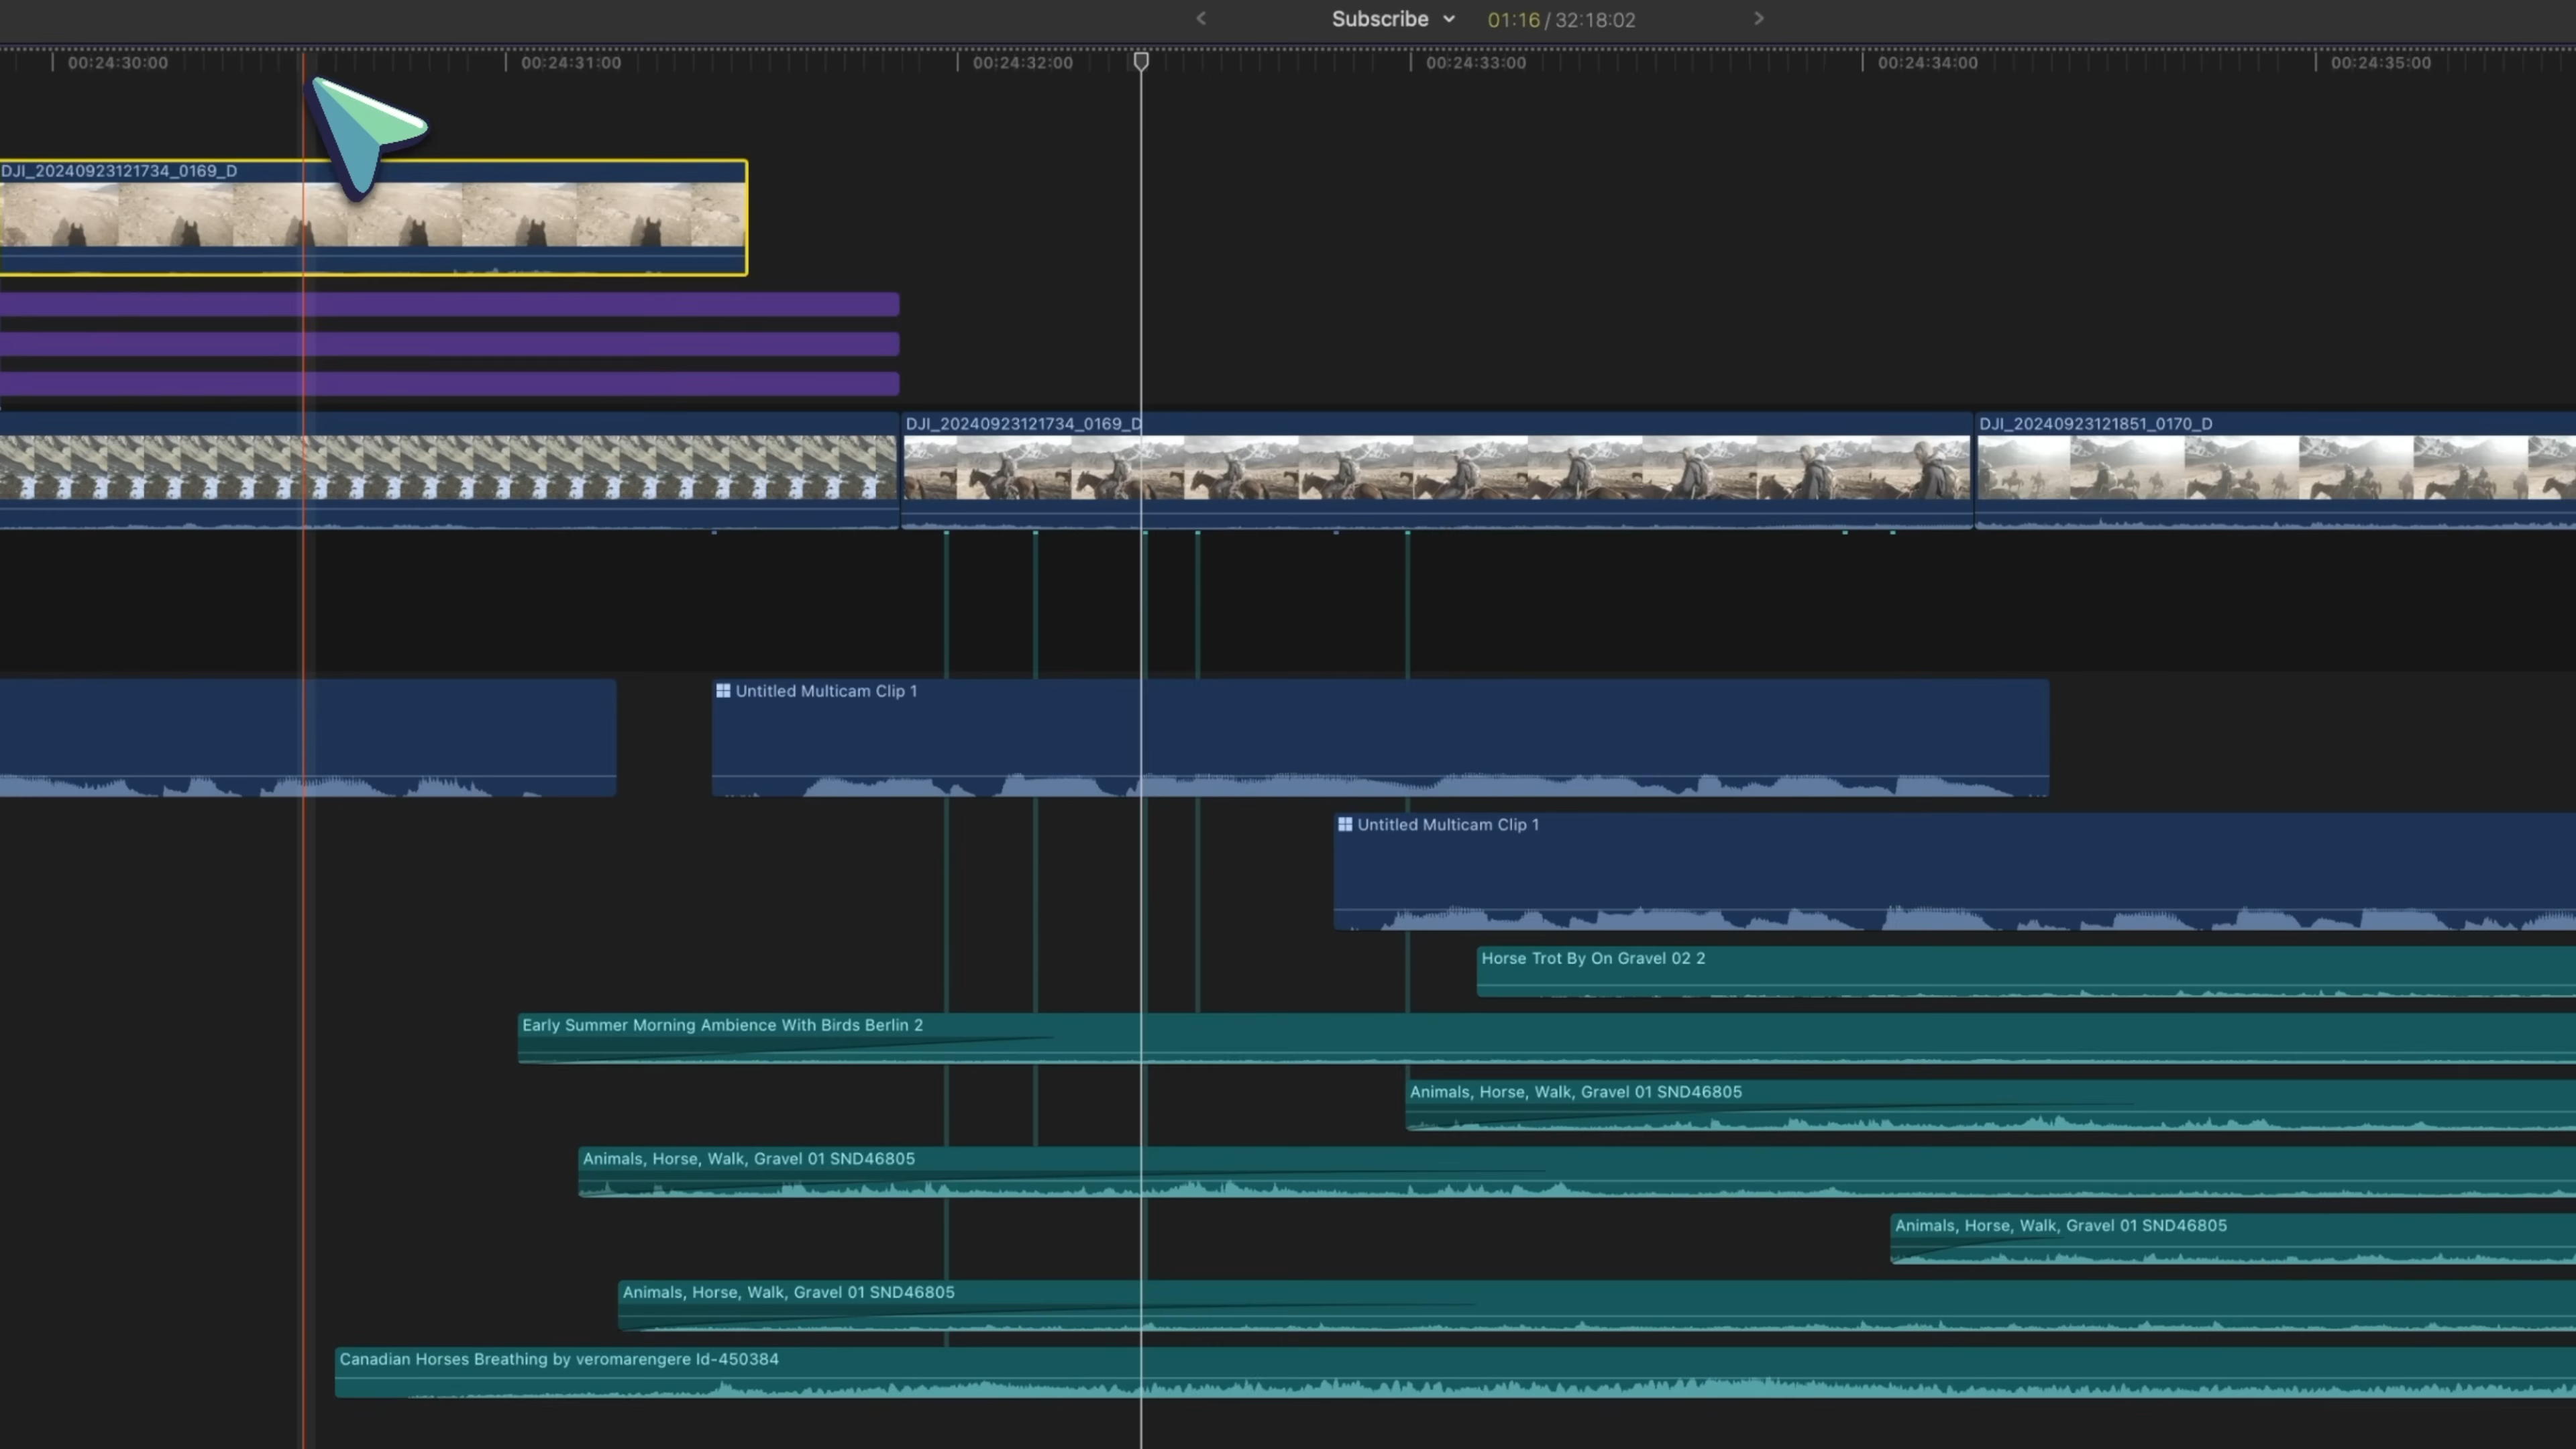 Subscribe 01:16 / 32:18:02
00:24:30:00 00:24:31:00 00:24:32:00 00:24:33:00 00:24:34:00 00:24:35:00
DJI_20240923121734_0169_D
DJI_20240923121734_0169_D DJI_20240923121851_0170_D
Untitled Multicam Clip 1
Untitled Multicam Clip 1
Horse Trot By On Gravel 02 2
Early Summer Morning Ambience With Birds Berlin 2
Animals, Horse, Walk, Gravel 01 SND46805
Animals, Horse, Walk, Gravel 01 SND46805
Animals, Horse, Walk, Gravel 01 SND46805
Animals, Horse, Walk, Gravel 01 SND46805
Canadian Horses Breathing by veromarengere Id-450384